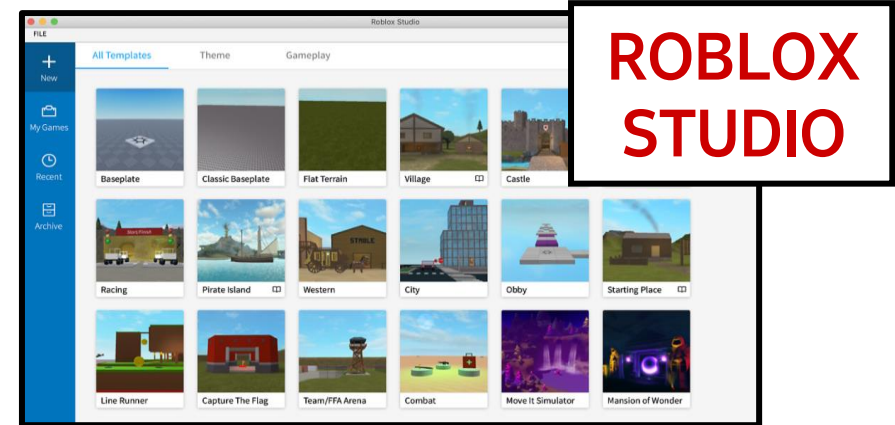 Roblox Studio
FILE
ROBLOX
STUDIO
New
My Games
Recent
Archive
All Templates Theme Gameplay
Baseplate Classic Baseplate Flat Terrain Village Castle
STABLE
Racing Pirate Island Western City Obby Starting Place
Line Runner Capture The Flag Team/FFA Arena Combat Move It Simulator Mansion of Wonder